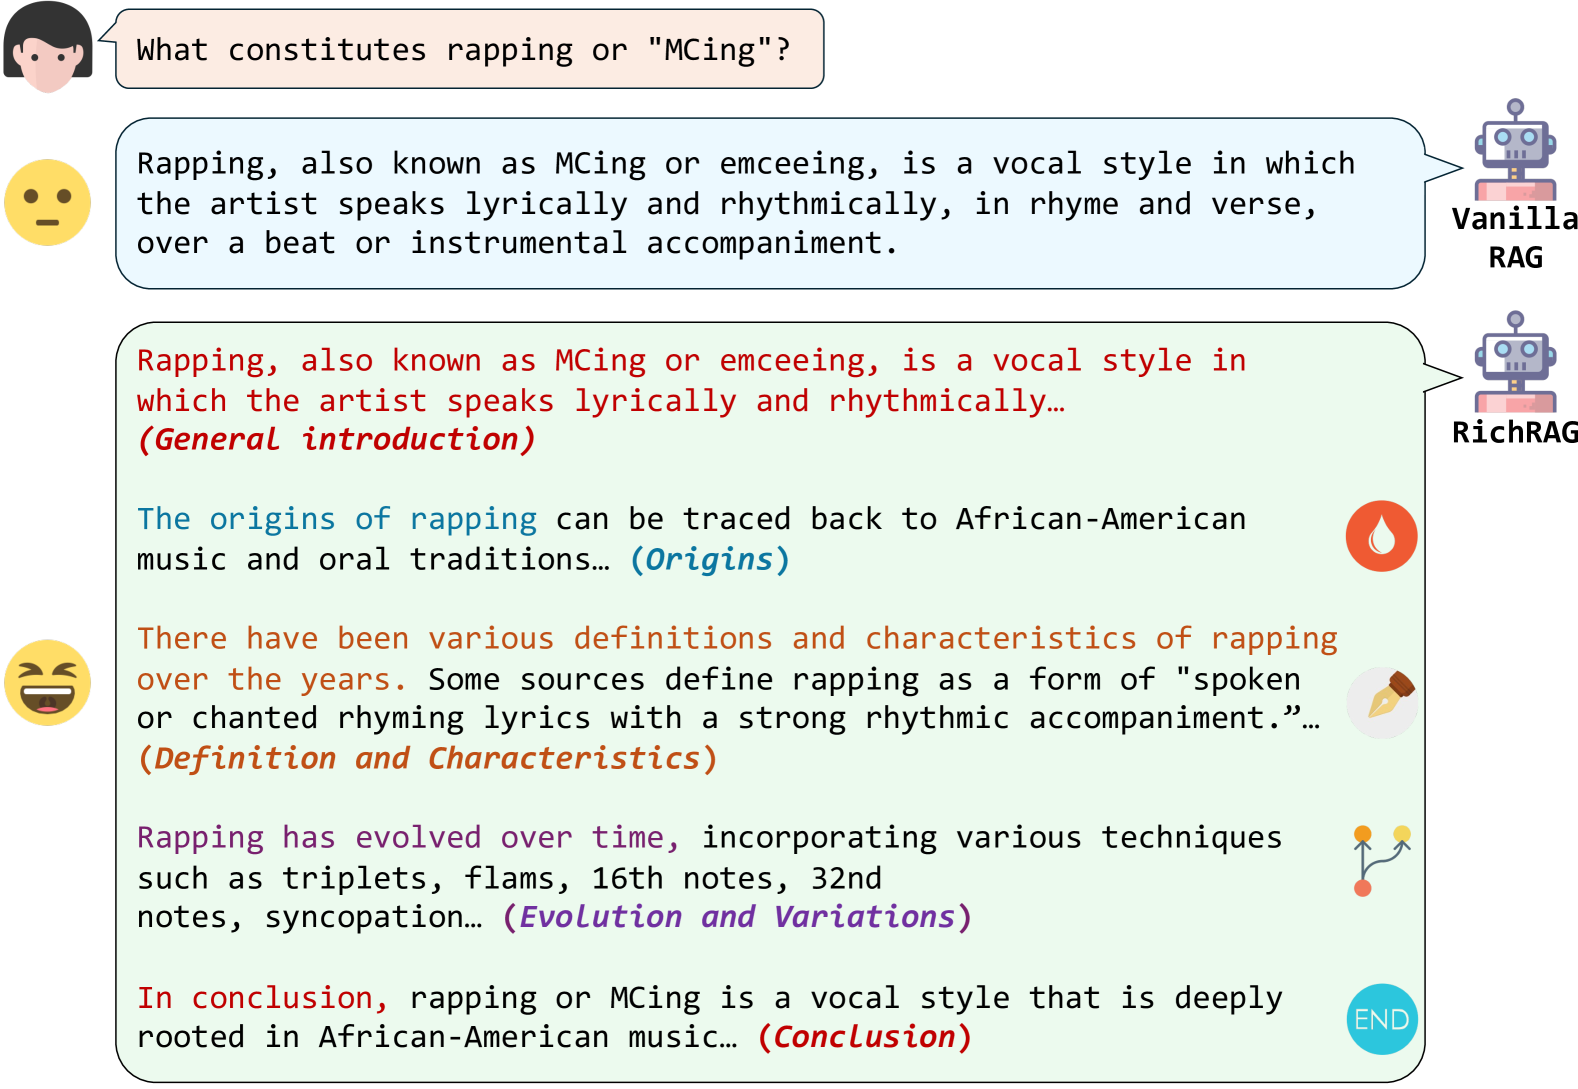 What constitutes rapping or "MCing"?
Rapping, also known as MCing or emceeing, is a vocal style in which
the artist speaks lyrically and rhythmically, in rhyme and verse,
over a beat or instrumental accompaniment.
Vanilla
RAG
Rapping, also known as MCing or emceeing, is a vocal style in
which the artist speaks lyrically and rhythmically…
(General introduction)
RichRAG
The origins of rapping can be traced back to African-American
music and oral traditions… (Origins)
There have been various definitions and characteristics of rapping
over the years. Some sources define rapping as a form of "spoken
or chanted rhyming lyrics with a strong rhythmic accompaniment.”…
(Definition and Characteristics)
Rapping has evolved over time, incorporating various techniques
such as triplets, flams, 16th notes, 32nd
notes, syncopation… (Evolution and Variations)
In conclusion, rapping or MCing is a vocal style that is deeply
rooted in African-American music… (Conclusion)
END